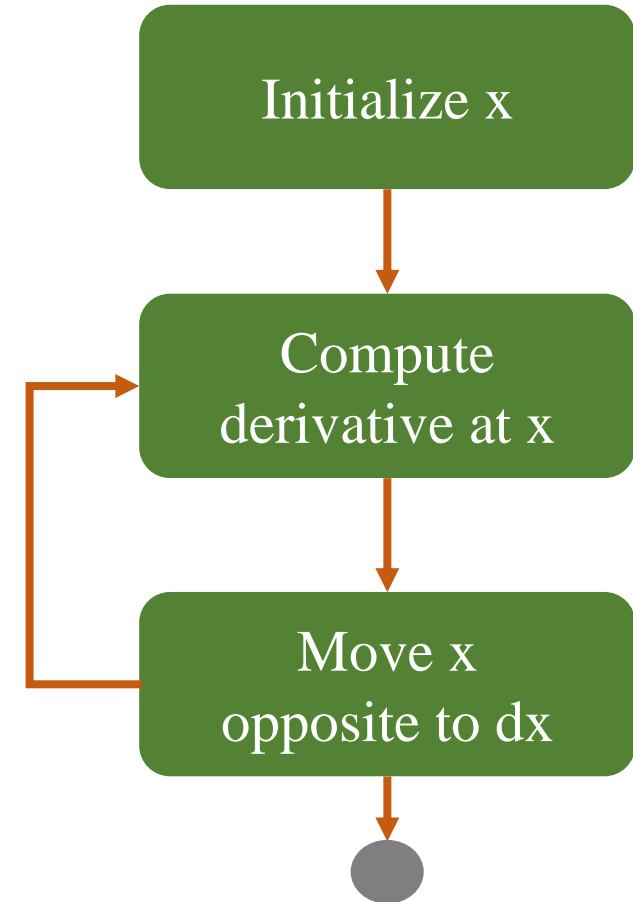 Initialize x
Compute
derivative at x
Move x
opposite to dx